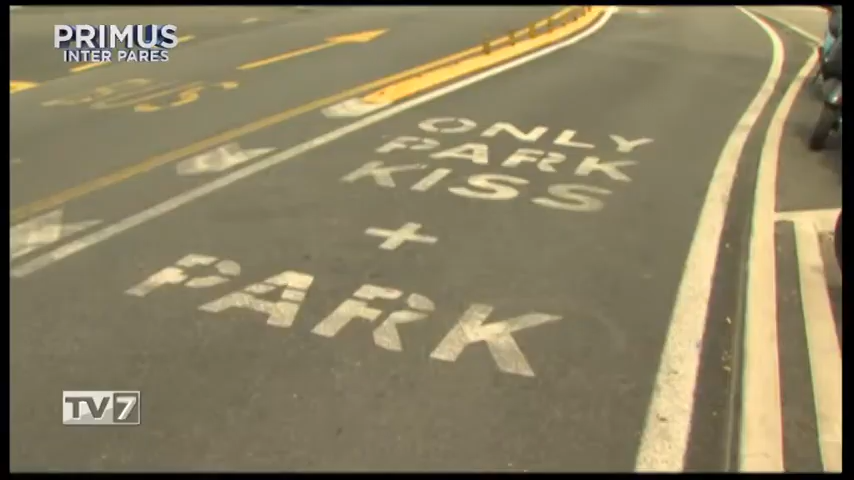 PRIMUS
INTER PARES
ONLY
PARK
KISS
+
PARK
TV7